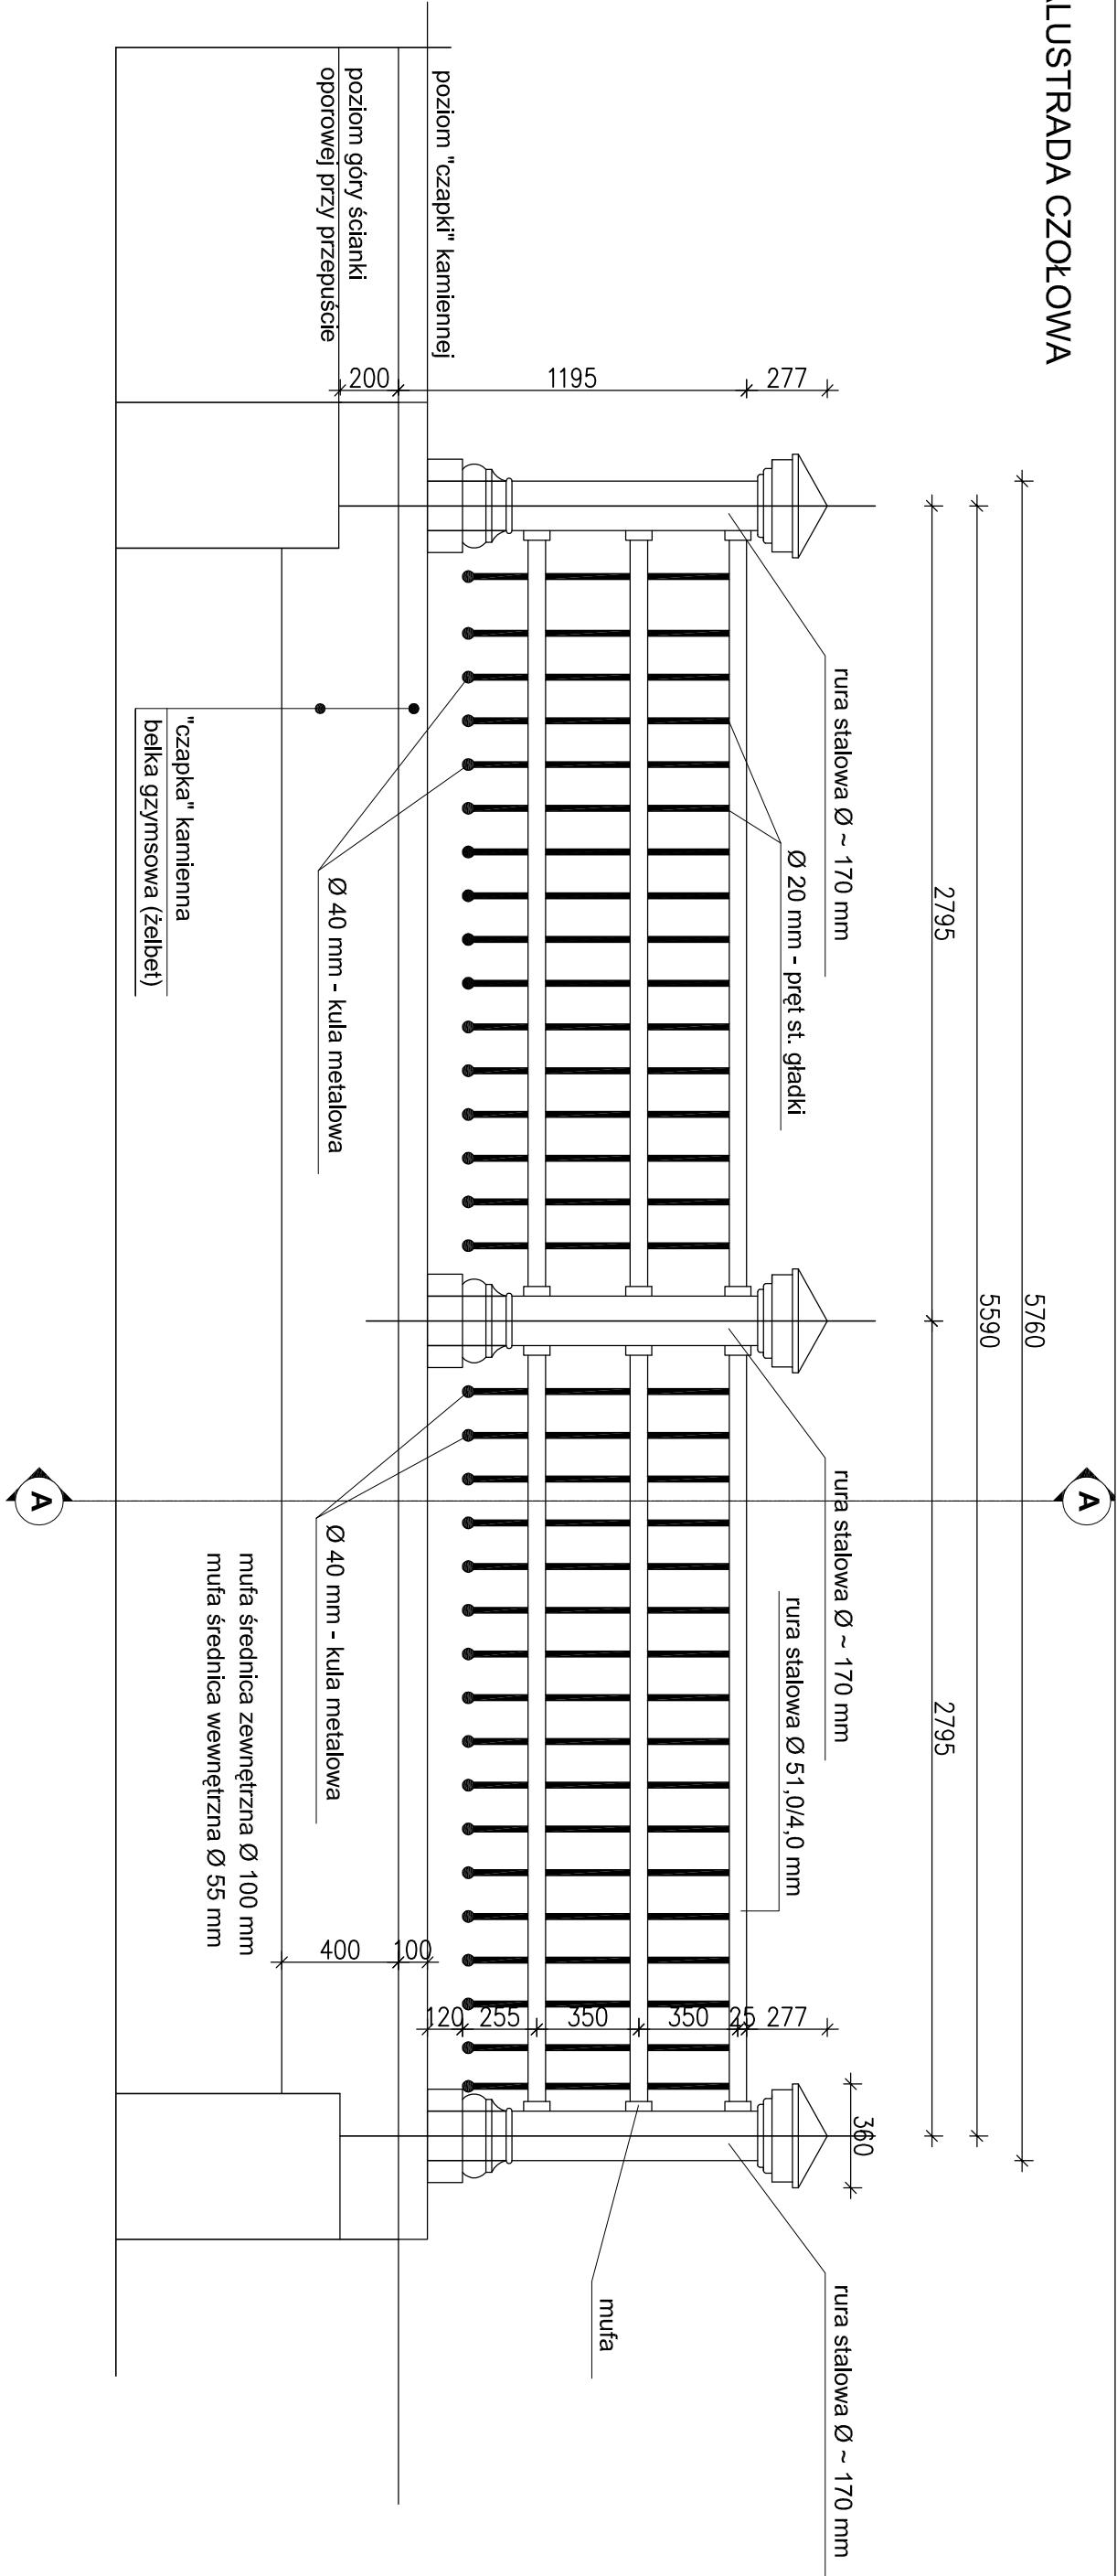 ALUSTRADA CZOŁOWA
5760
5590
2795
2795
360
rura stalowa Ø ~ 170 mm
rura stalowa Ø ~ 170 mm
rura stalowa Ø ~ 170 mm
Ø 20 mm - pręt st. gładki
rura stalowa Ø 51,0/4,0 mm
277
1195
200
277
25
350
350
255
120
100
400
mufa
poziom "czapki" kamiennej
poziom góry ścianki
oporowej przy przepuście
Ø 40 mm - kula metalowa
Ø 40 mm - kula metalowa
"czapka" kamienna
belka gzymsowa (żelbet)
mufa średnica zewnętrzna Ø 100 mm
mufa średnica wewnętrzna Ø 55 mm
A
A